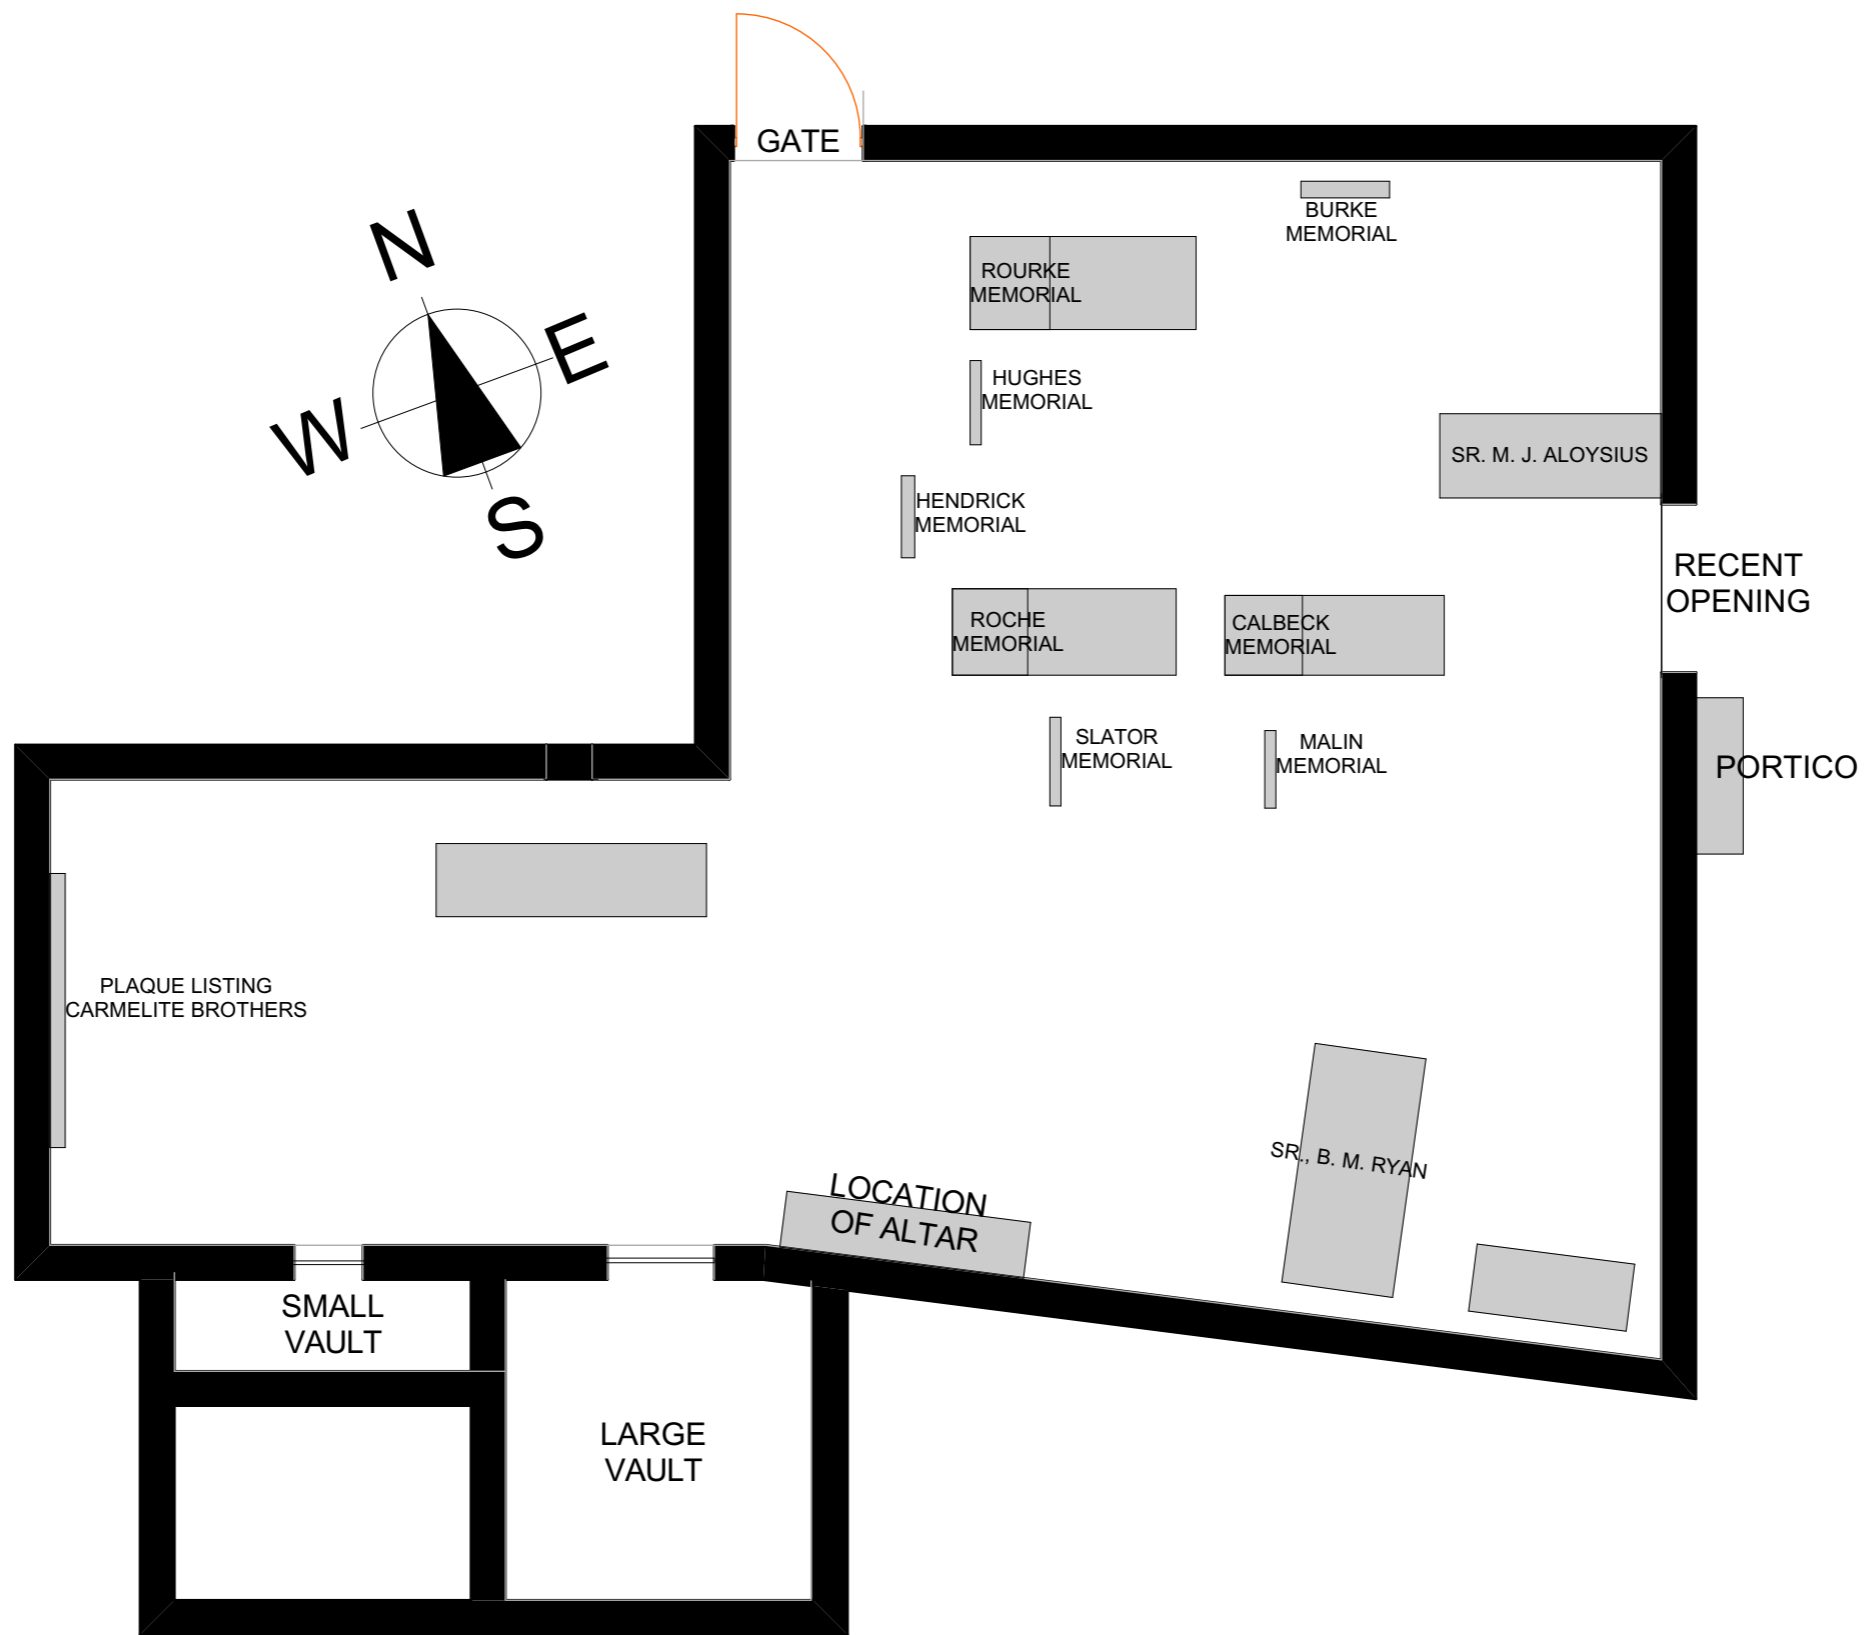 GATE
BURKE
MEMORIAL
N
ROURKE
MEMORIAL
E
HUGHES
MEMORIAL
W
SR. M. J. ALOYSIUS
S
HENDRICK
MEMORIAL
RECENT
OPENING
ROCHE
MEMORIAL
CALBECK
MEMORIAL
SLATOR
MEMORIAL
MALIN
MEMORIAL
PORTICO
PLAQUE LISTING
CARMELITE BROTHERS
SR., B. M. RYAN
LOCATION
OF ALTAR
SMALL
VAULT
LARGE
VAULT